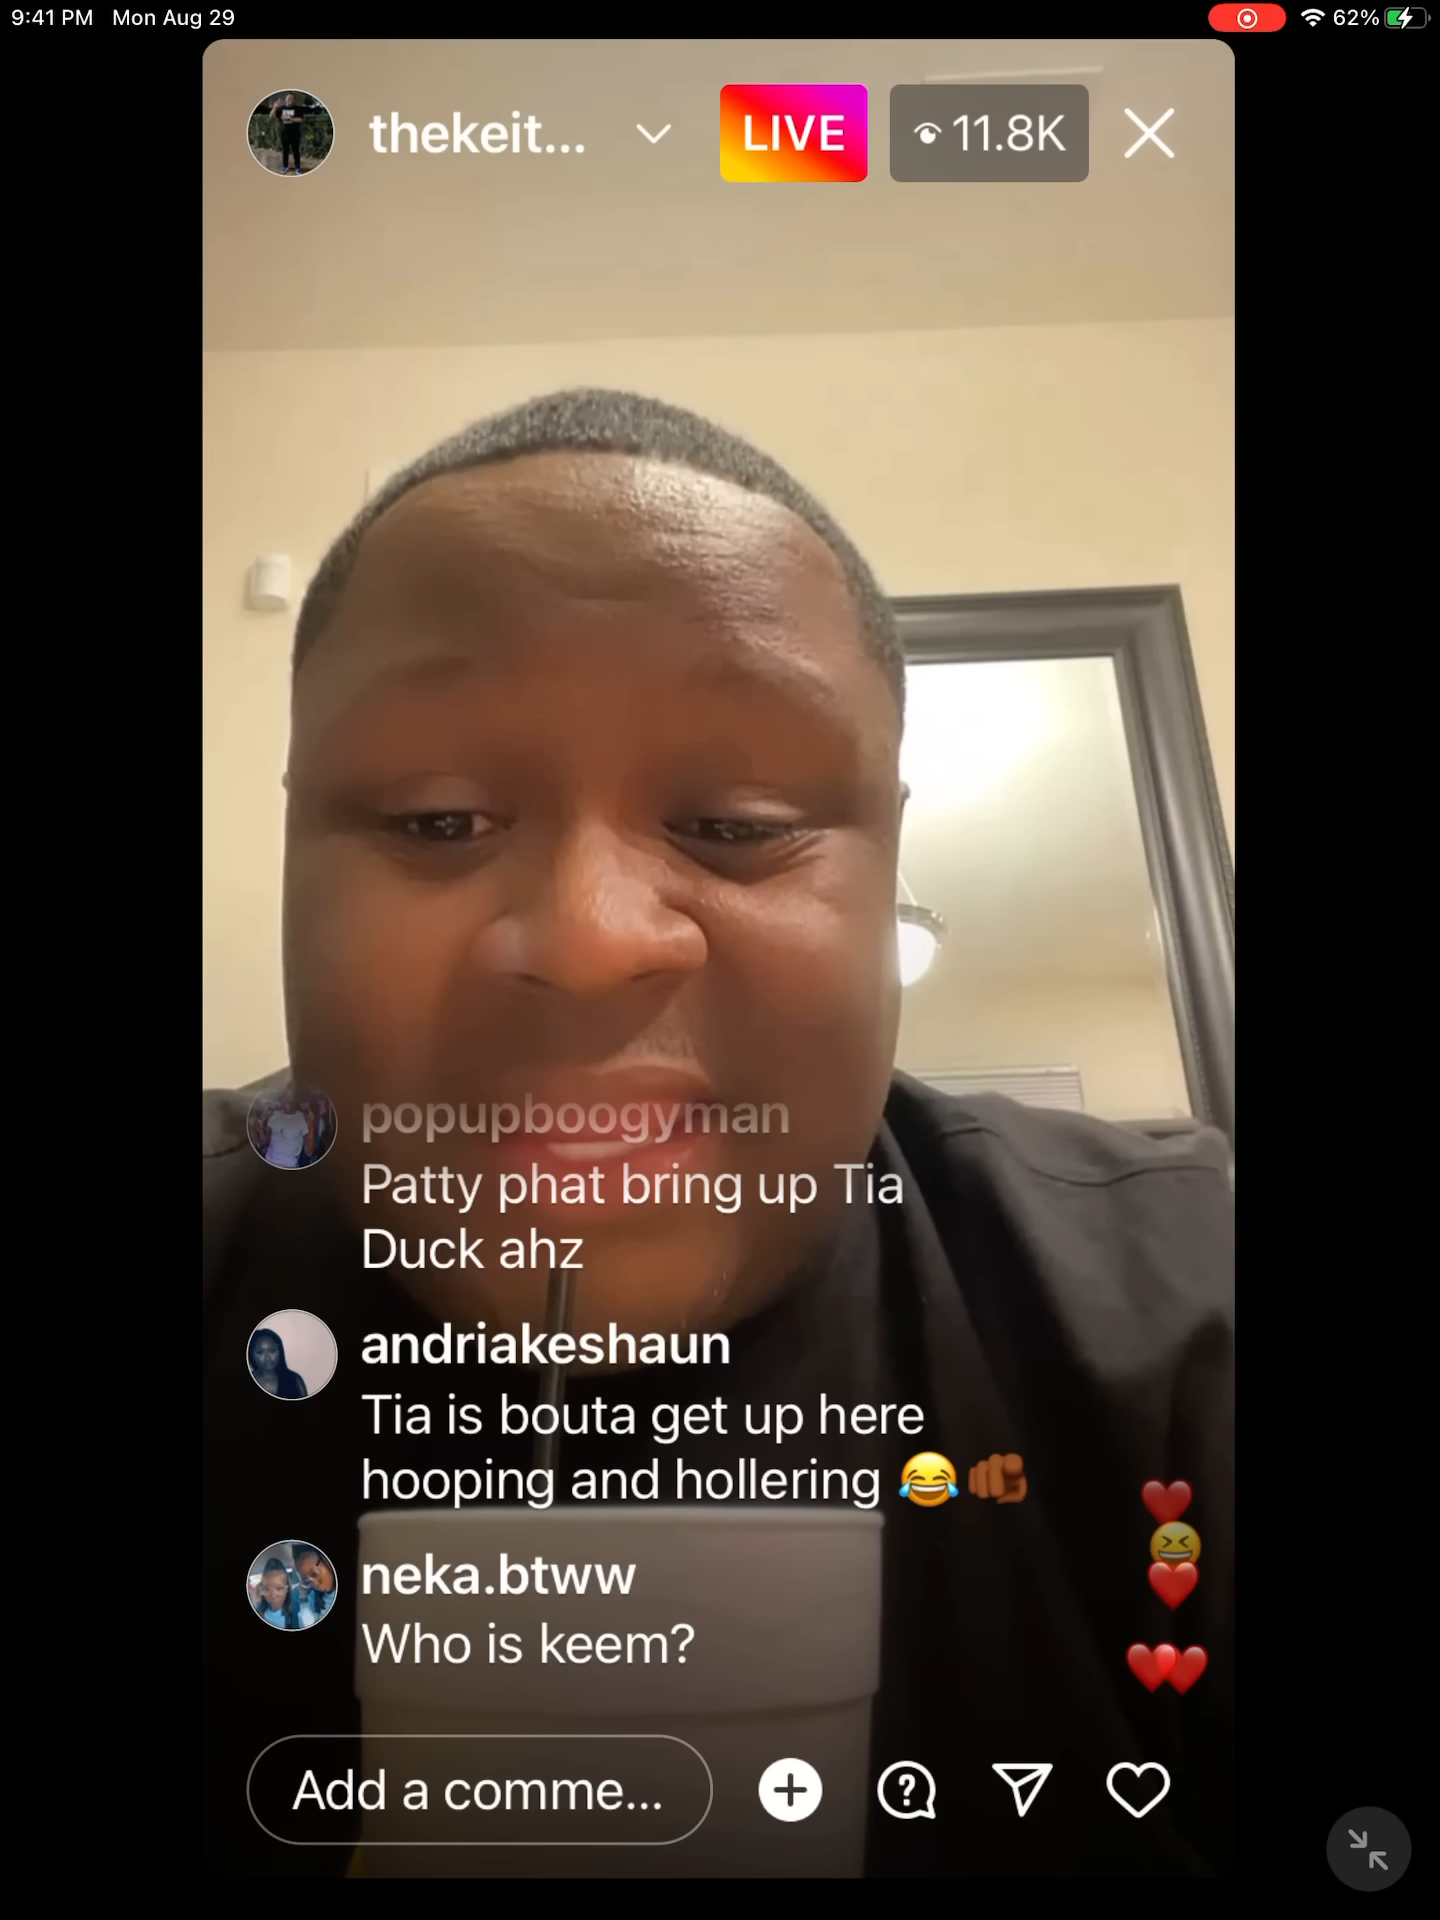 9:41 PM Mon Aug 29 62%
thekeit... LIVE 11.8K
popupboogyman
Patty phat bring up Tia
Duck ahz
andriakeshaun
Tia is bouta get up here
hooping and hollering 😂🫵🏾
neka.btww
Who is keem?
Add a comme...